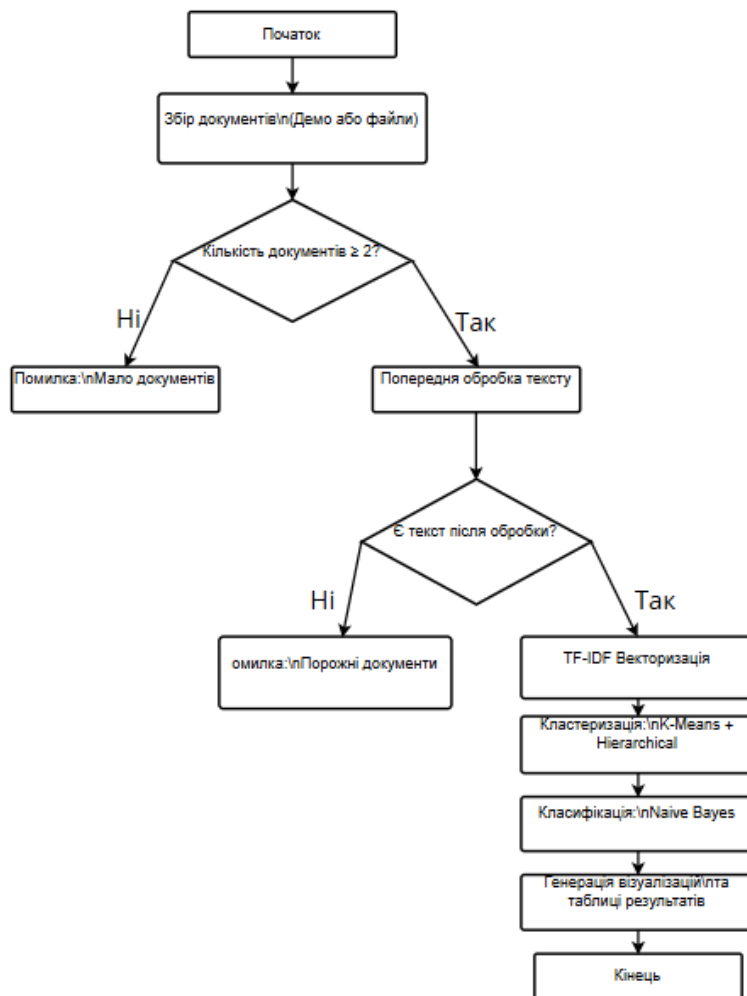 Початок
Збір документів\n(Демо або файли)
Кількість документів ≥ 2?
Ні
Так
Помилка:\nМало документів
Попередня обробка тексту
Є текст після обробки?
Ні
Так
омилка:\nПорожні документи
TF-IDF Векторизація
Кластеризація:\nK-Means +
Hierarchical
Класифікація:\nNaive Bayes
Генерація візуалізацій\nта
таблиці результатів
Кінець